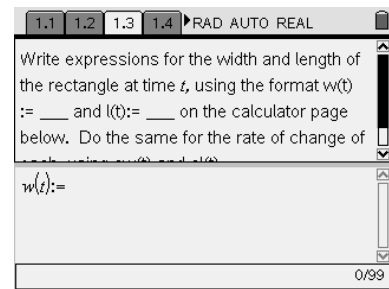 1.1 1.2 1.3 1.4 RAD AUTO REAL
Write expressions for the width and length of
the rectangle at time t, using the format w(t)
:= ___ and l(t):= ___ on the calculator page
below. Do the same for the rate of change of
w(t):=
0/99